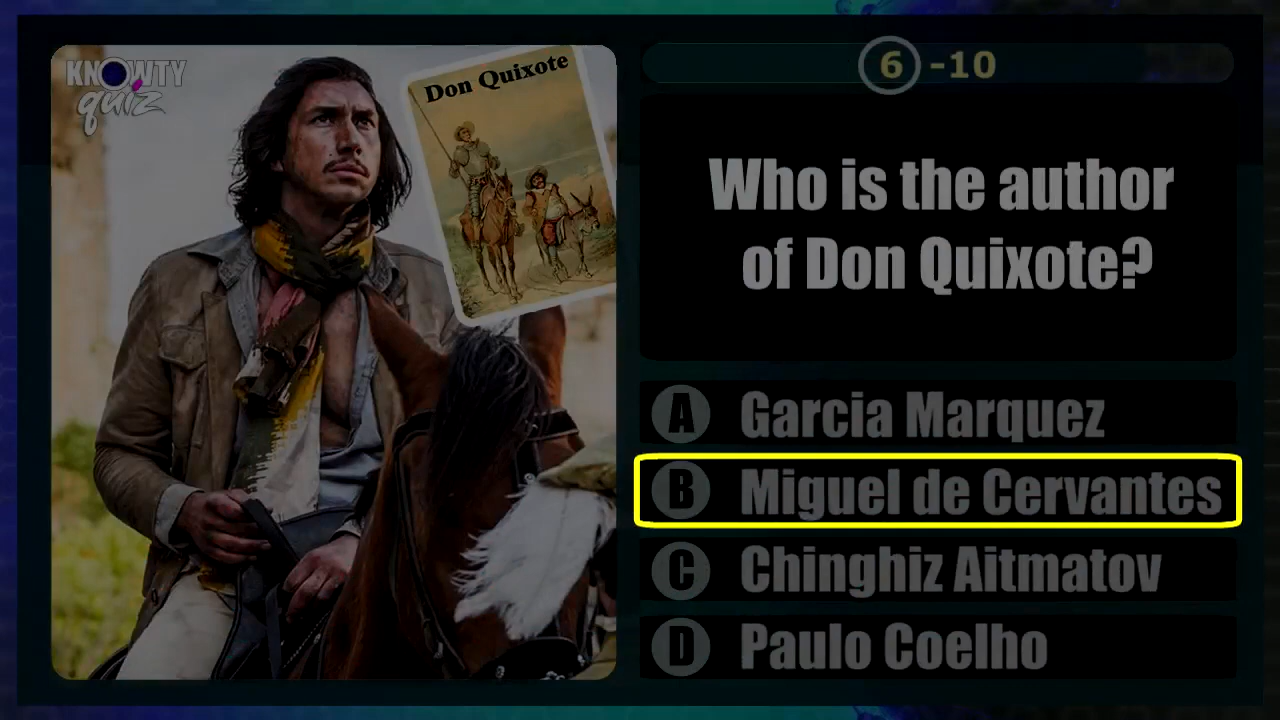 KNOWTY
quiz
Don Quixote
6 -10
Who is the author
of Don Quixote?
A Garcia Marquez
B Miguel de Cervantes
C Chinghiz Aitmatov
D Paulo Coelho